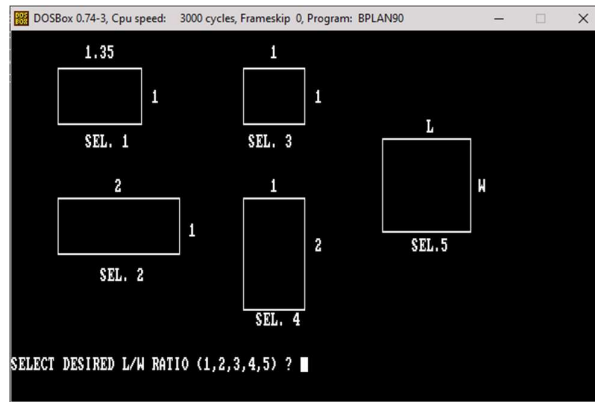 DOSBox 0.74-3, Cpu speed: 3000 cycles, Frameskip 0, Program: BPLAN90
1.35
1
SEL. 1
1
1
SEL. 3
L
W
SEL.5
2
1
SEL. 2
1
2
SEL. 4
SELECT DESIRED L/W RATIO (1,2,3,4,5) ?